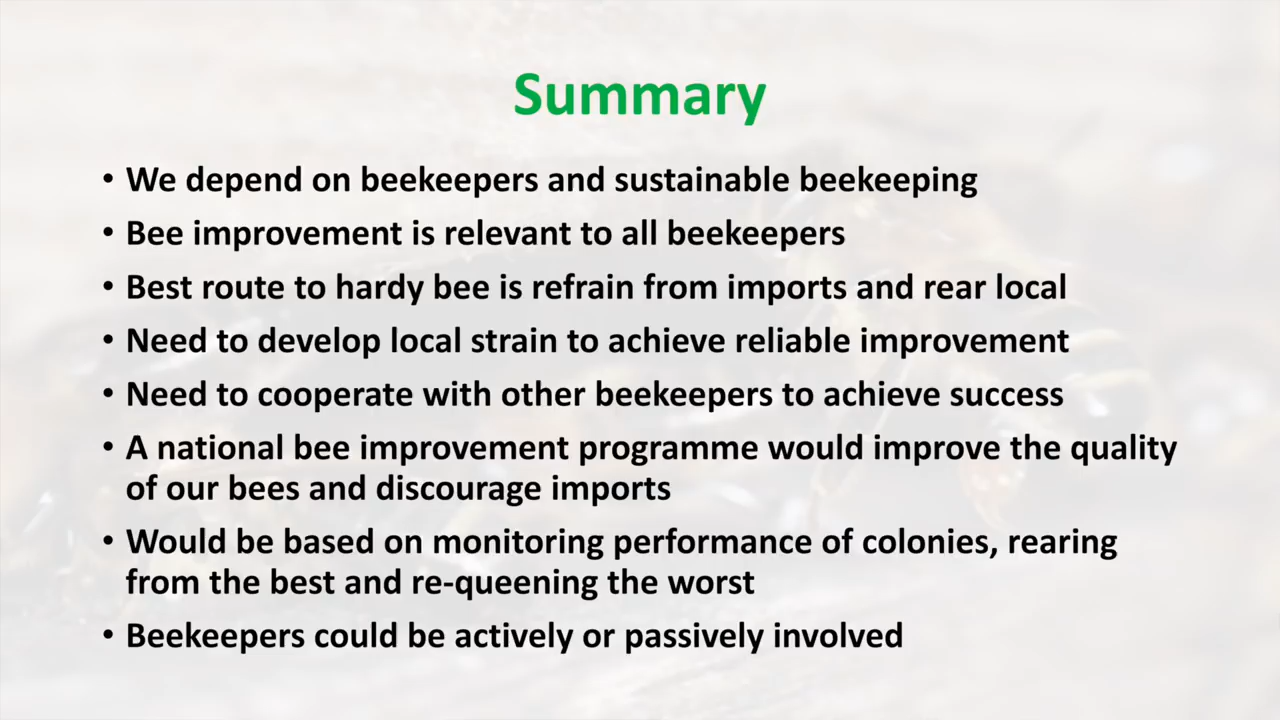 Summary
• We depend on beekeepers and sustainable beekeeping
• Bee improvement is relevant to all beekeepers
• Best route to hardy bee is refrain from imports and rear local
• Need to develop local strain to achieve reliable improvement
• Need to cooperate with other beekeepers to achieve success
• A national bee improvement programme would improve the quality
of our bees and discourage imports
• Would be based on monitoring performance of colonies, rearing
from the best and re-queening the worst
• Beekeepers could be actively or passively involved